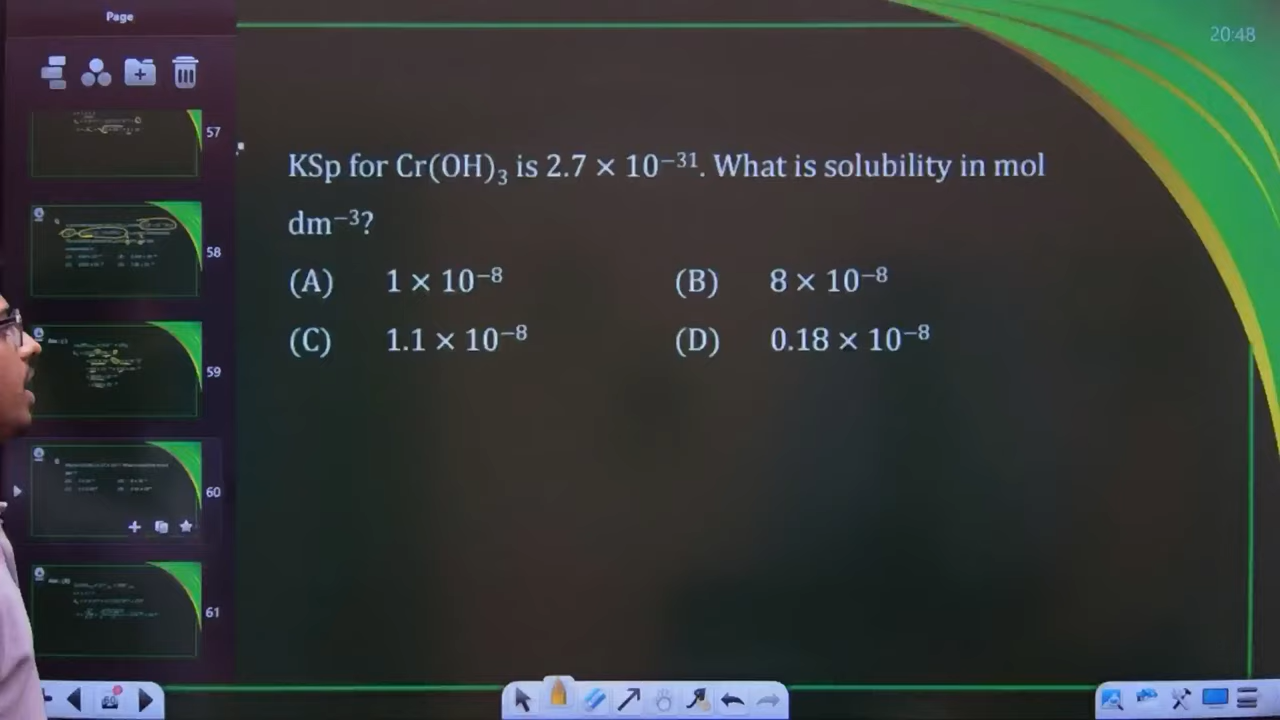 Page
20:48
57
KSp for Cr(OH)₃ is 2.7 × 10⁻³¹. What is solubility in mol
dm⁻³?
(A) 1 × 10⁻⁸ (B) 8 × 10⁻⁸
(C) 1.1 × 10⁻⁸ (D) 0.18 × 10⁻⁸
58
59
60
61